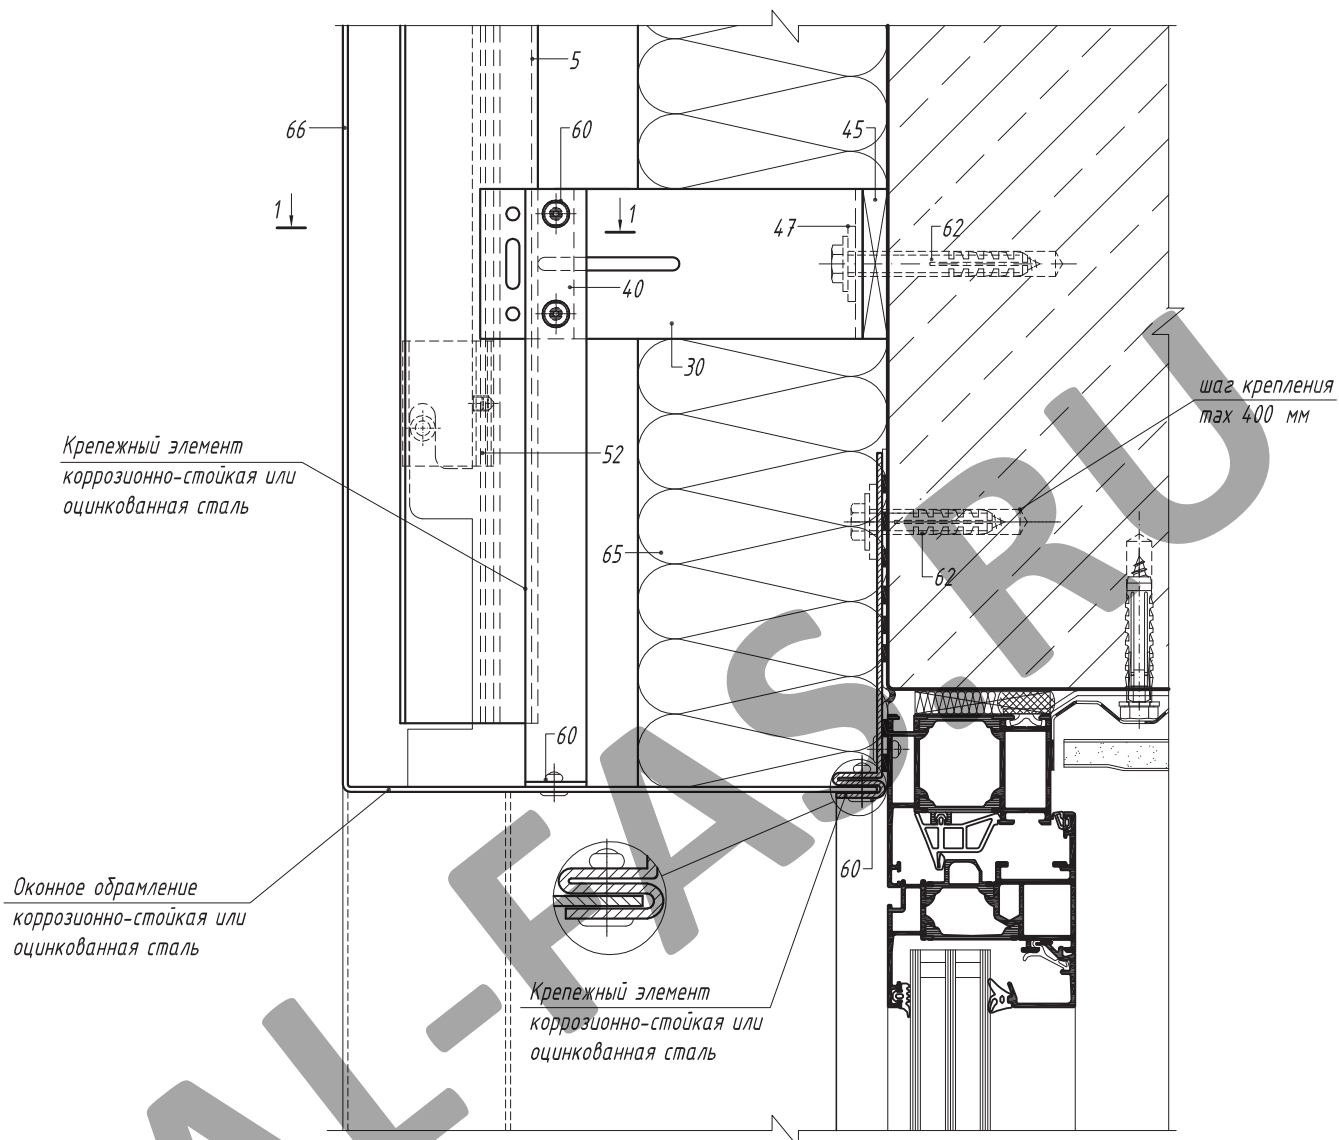 5
66
60
45
1
1
47
62
40
30
шаг крепления
max 400 мм
Крепежный элемент
коррозионно-стойкая или
оцинкованная сталь
52
65
62
60
60
Оконное обрамление
коррозионно-стойкая или
оцинкованная сталь
Крепежный элемент
коррозионно-стойкая или
оцинкованная сталь
AL-FAS.RU